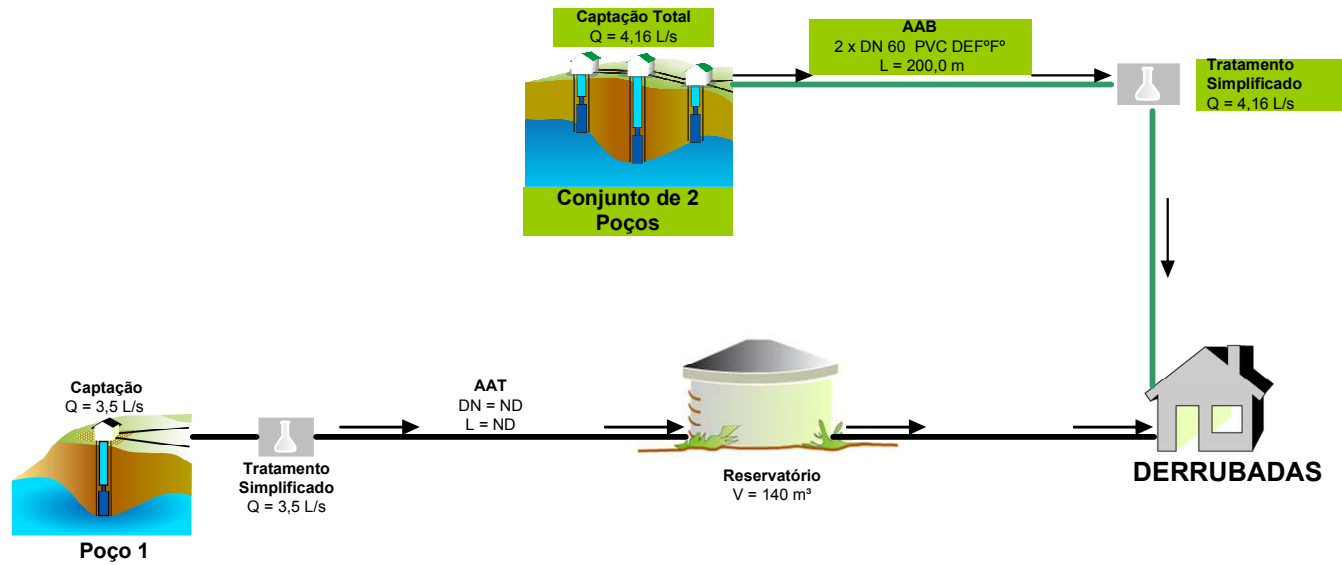 Captação Total
Q = 4,16 L/s
AAB
2 x DN 60 PVC DEFºFº
L = 200,0 m
Tratamento
Simplificado
Q = 4,16 L/s
Conjunto de 2
Poços
Captação
Q = 3,5 L/s
AAT
DN = ND
L = ND
Tratamento
Simplificado
Q = 3,5 L/s
Reservatório
V = 140 m³
DERRUBADAS
Poço 1